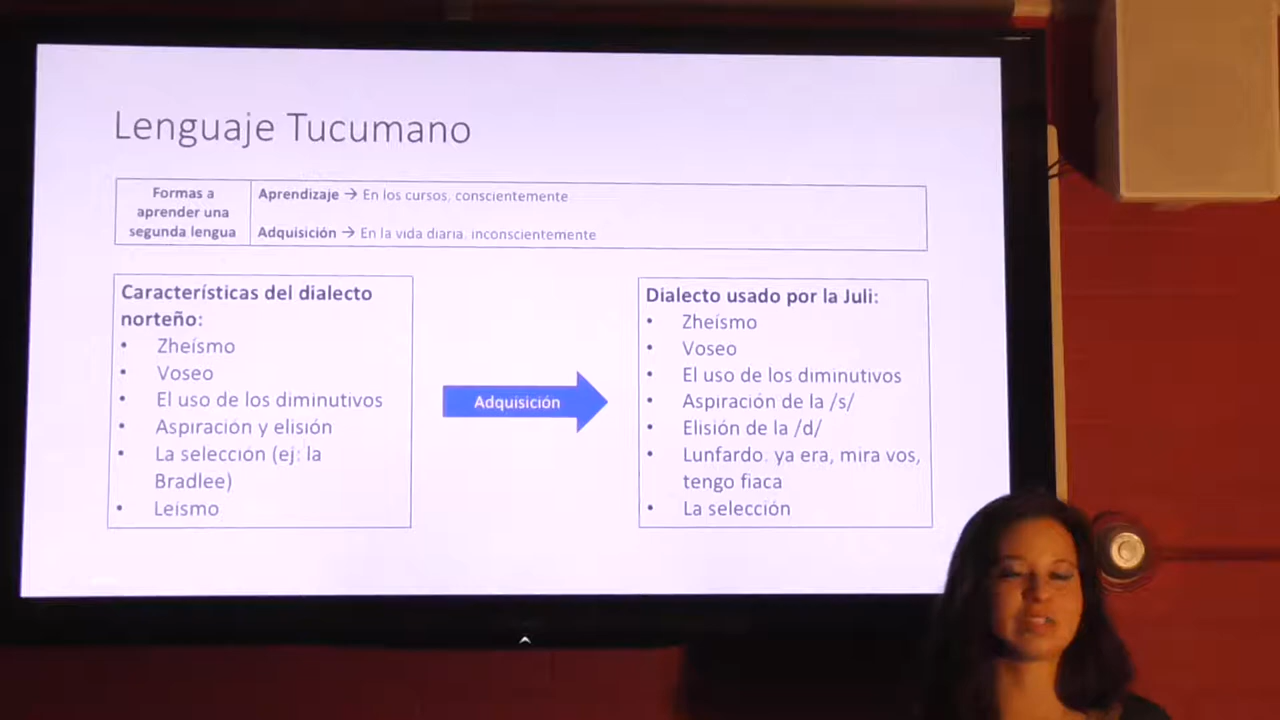 Lenguaje Tucumano
Formas a
aprender una
segunda lengua
Aprendizaje → En los cursos, conscientemente
Adquisición → En la vida diaria, inconscientemente
Características del dialecto
norteño:
• Zheísmo
• Voseo
• El uso de los diminutivos
• Aspiración y elisión
• La selección (ej: la
Bradlee)
• Leísmo
Adquisición
Dialecto usado por la Juli:
• Zheísmo
• Voseo
• El uso de los diminutivos
• Aspiración de la /s/
• Elisión de la /d/
• Lunfardo: ya era, mira vos,
tengo fiaca
• La selección